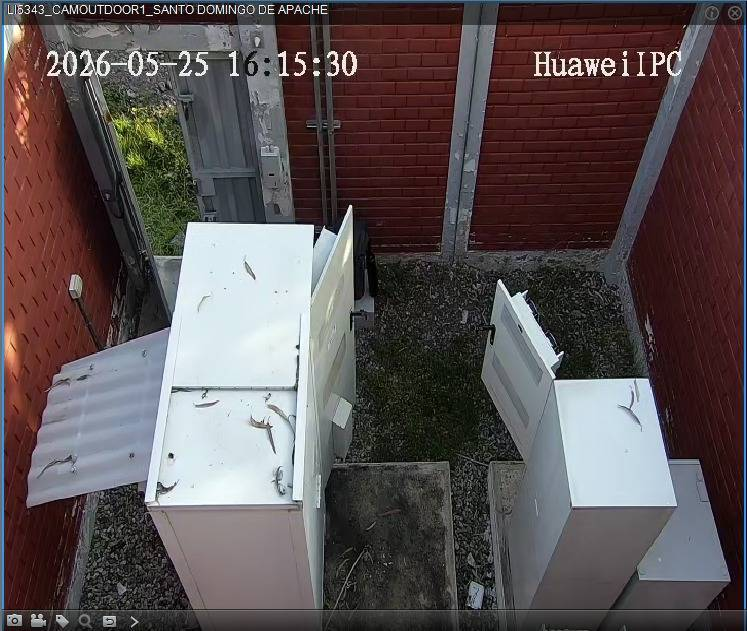 LI5343_CAMOUTDOOR1_SANTO DOMINGO DE APACHE
2026-05-25 16:15:30
HuaweiIPC